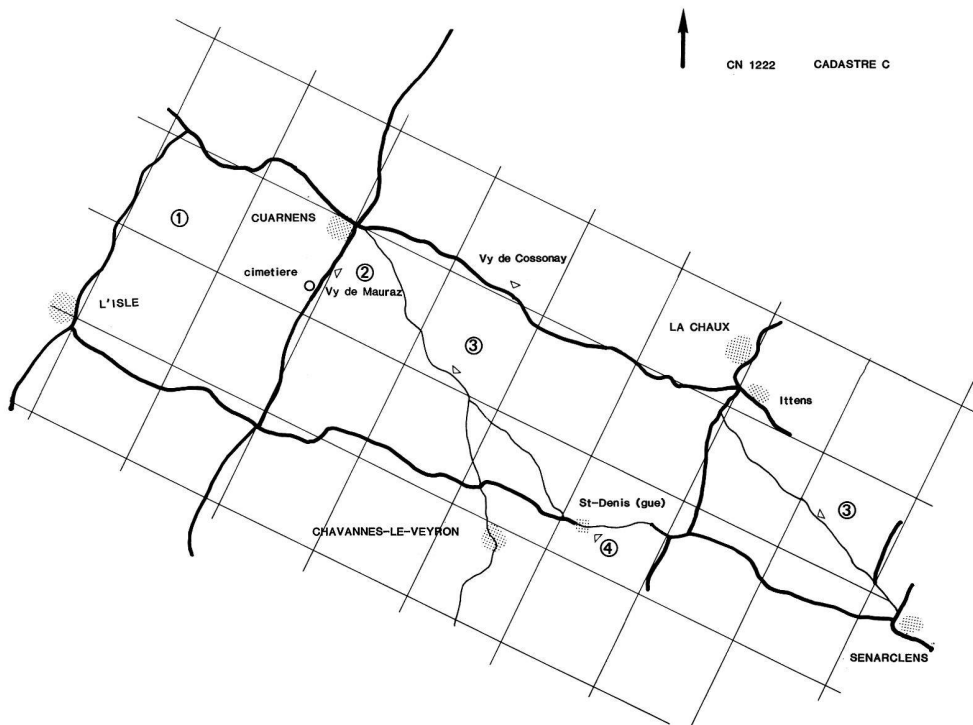 CN 1222 CADASTRE C
①
CUARNENS
cimetiere
②
Vy de Mauraz
Vy de Cossonay
L'ISLE
③
LA CHAUX
Ittens
St-Denis (gue)
③
CHAVANNES-LE-VEYRON
④
SENARCLENS